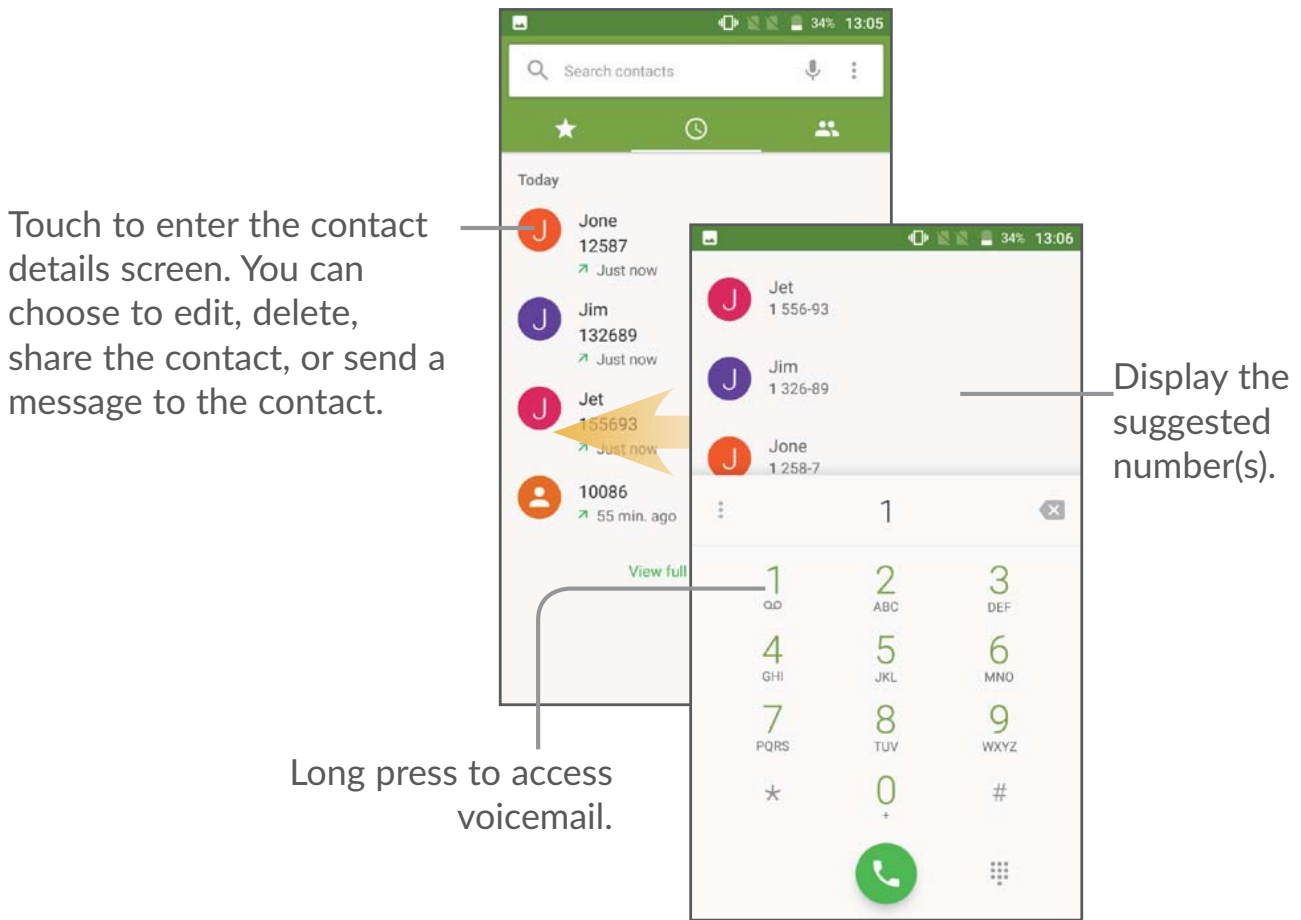 34% 13:05
Search contacts
Today
J
Jone
12587
Just now
J
Jim
132689
Just now
J
Jet
155693
Just now
10086
55 min. ago
View full
Touch to enter the contact
details screen. You can
choose to edit, delete,
share the contact, or send a
message to the contact.
34% 13:06
J
Jet
1 556-93
J
Jim
1 326-89
J
Jone
1 258-7
Display the
suggested
number(s).
1
1 2 3
ABC DEF
4 5 6
GHI JKL MNO
7 8 9
PQRS TUV WXYZ
* 0 #
+
Long press to access
voicemail.